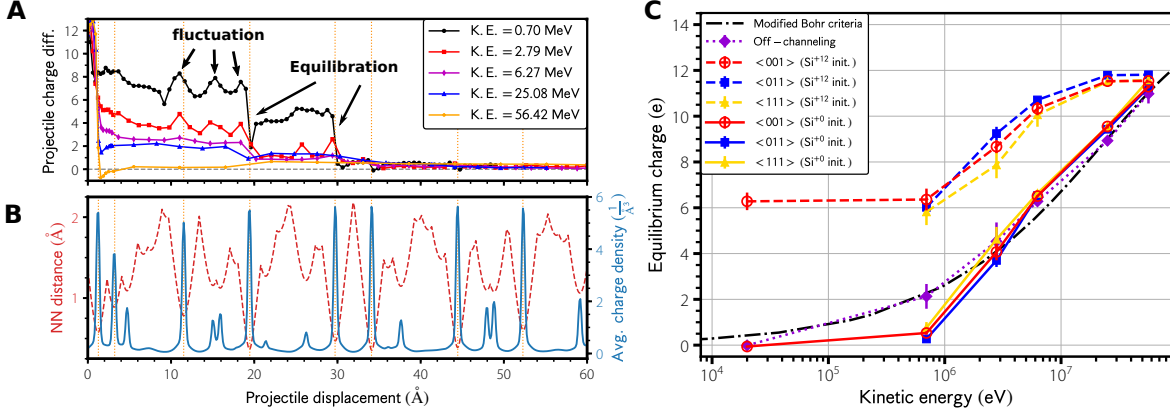 A
Projectile charge diff.
12
10
8
6
4
2
0
fluctuation
Equilibration
K. E. = 0.70 MeV
K. E. = 2.79 MeV
K. E. = 6.27 MeV
K. E. = 25.08 MeV
K. E. = 56.42 MeV
B
NN distance (Å)
2
1
6
4
2
0
Avg. charge density (1/Å³)
0
10
20
30
40
50
60
Projectile displacement (Å)
C
Equilibrium charge (e)
14
12
10
8
6
4
2
0
Modified Bohr criteria
Off − channeling
<001> (Si+12 init.)
<011> (Si+12 init.)
<111> (Si+12 init.)
<001> (Si+0 init.)
<011> (Si+0 init.)
<111> (Si+0 init.)
10⁴
10⁵
10⁶
10⁷
Kinetic energy (eV)